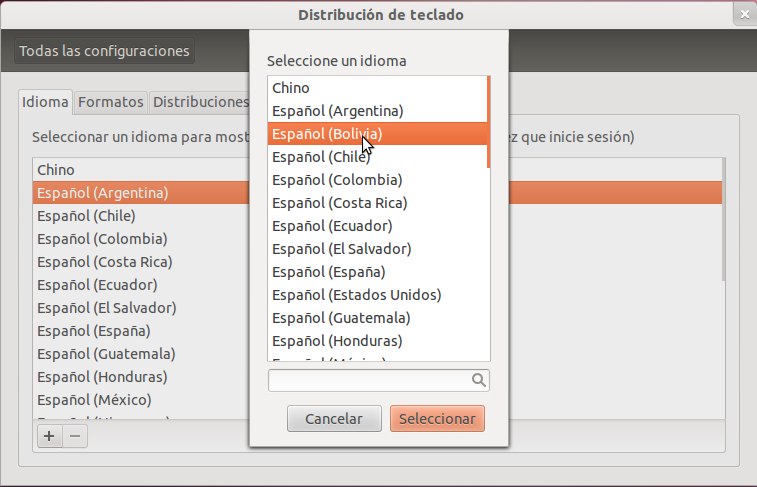 Distribución de teclado
Todas las configuraciones
Idioma
Formatos
Distribuciones
Seleccionar un idioma para most
ez que inicie sesión)
Chino
Español (Argentina)
Español (Chile)
Español (Colombia)
Español (Costa Rica)
Español (Ecuador)
Español (El Salvador)
Español (España)
Español (Guatemala)
Español (Honduras)
Español (México)
Seleccione un idioma
Chino
Español (Argentina)
Español (Bolivia)
Español (Chile)
Español (Colombia)
Español (Costa Rica)
Español (Ecuador)
Español (El Salvador)
Español (España)
Español (Estados Unidos)
Español (Guatemala)
Español (Honduras)
Español (México)
Cancelar
Seleccionar